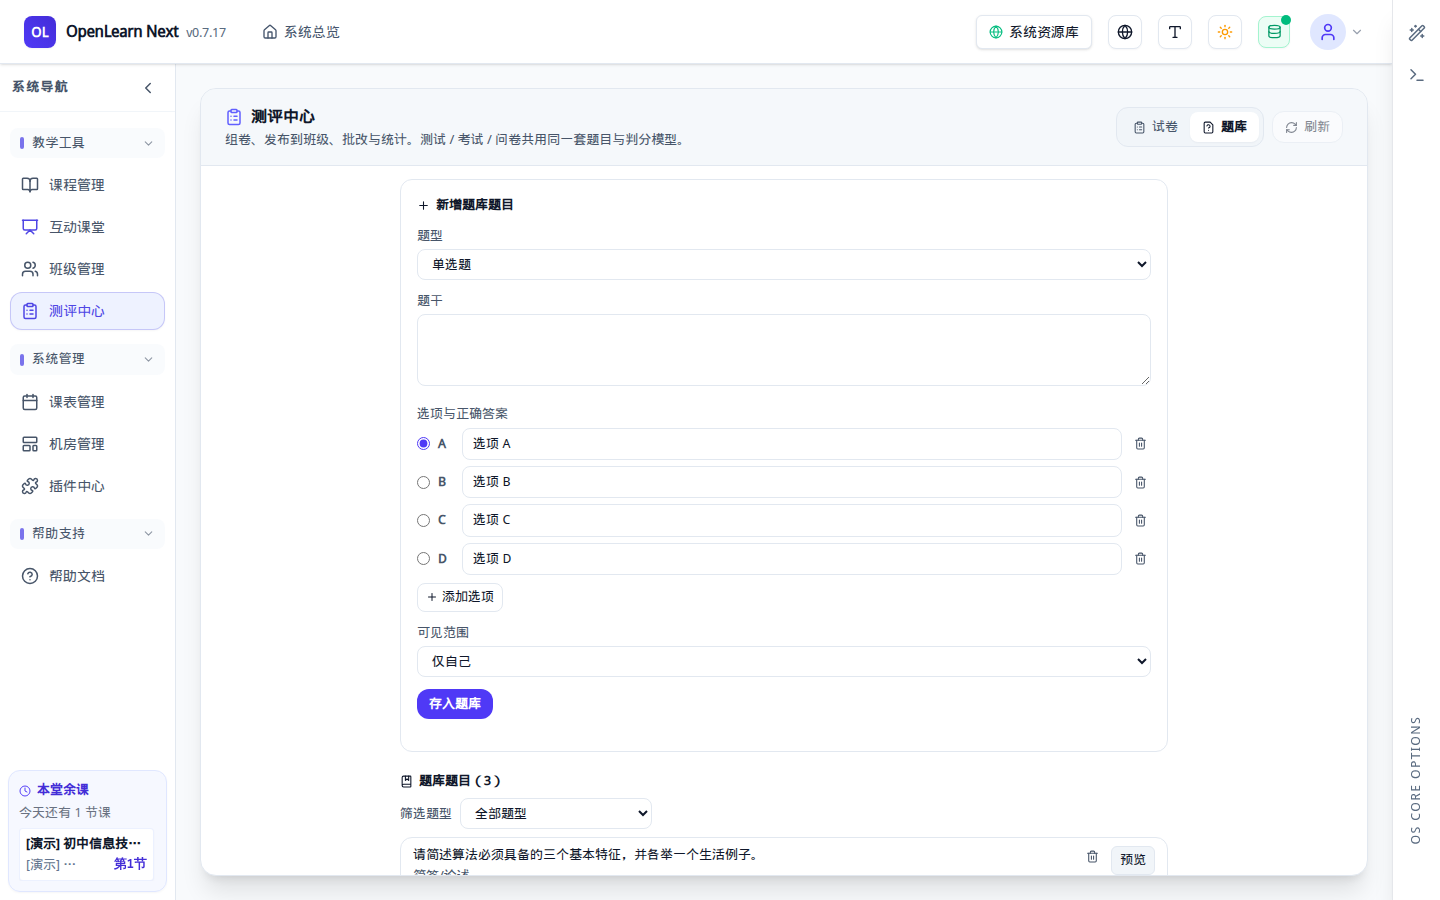 OL OpenLearn Next v0.7.17 系统总览 系统资源库
系统导航
教学工具
课程管理
互动课堂
班级管理
测评中心
系统管理
课表管理
机房管理
插件中心
帮助支持
帮助文档
本堂余课
今天还有 1 节课
[演示] 初中信息技…
[演示] … 第1节
测评中心
组卷、发布到班级、批改与统计。测试 / 考试 / 问卷共用同一套题目与判分模型。
试卷 题库 刷新
新增题库题目
题型
单选题
题干
选项与正确答案
A 选项 A
B 选项 B
C 选项 C
D 选项 D
添加选项
可见范围
仅自己
存入题库
题库题目（3）
筛选题型 全部题型
请简述算法必须具备的三个基本特征，并各举一个生活例子。 预览
简答/论述
OS CORE OPTIONS